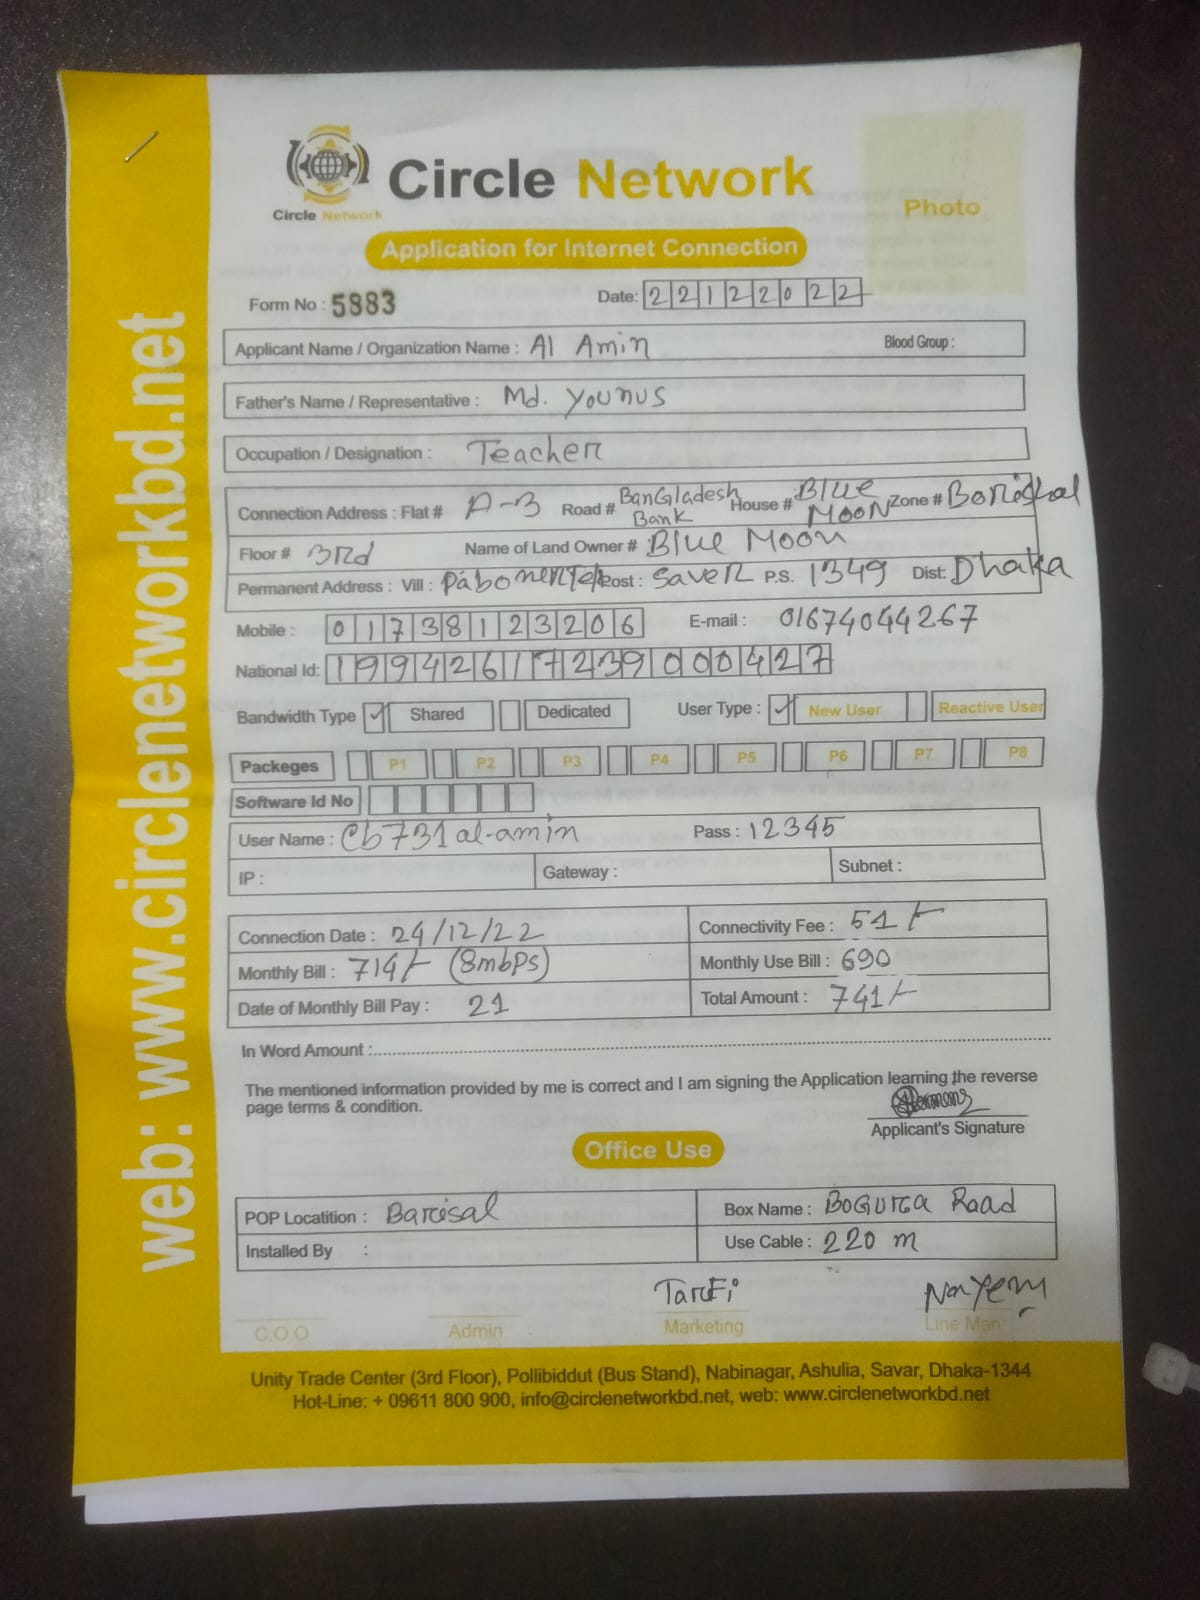 web: www.circlenetworkbd.net
Circle Network
Circle Network
Photo
Application for Internet Connection
Form No : 5883 Date: 22122022
Applicant Name / Organization Name : Al Amin Blood Group :
Father's Name / Representative : Md. Younus
Occupation / Designation : Teacher
Connection Address : Flat # A-3 Road # Bangladesh Bank House # Blue Moon Zone # Borishal
Floor # 3rd Name of Land Owner # Blue Moon
Permanent Address : Vill : Post : Saver P.S. 1349 Dist: Dhaka
Mobile : 01738123206 E-mail : 01674044267
National Id: 19942617239000427
Bandwidth Type ✓ Shared Dedicated User Type : ✓ New User Reactive User
Packeges P1 P2 P3 P4 P5 P6 P7 P8
Software Id No
User Name : Cb731al-amin Pass : 12345
IP : Gateway : Subnet :
Connection Date : 24/12/22 Connectivity Fee : 51/-
Monthly Bill : 714/- (8mbps) Monthly Use Bill : 690
Date of Monthly Bill Pay : 21 Total Amount : 741/-
In Word Amount :
The mentioned information provided by me is correct and I am signing the Application learning the reverse
page terms & condition.
Applicant's Signature
Office Use
POP Locatition : Barisal Box Name : Bogura Road
Installed By : Use Cable : 220 m
Tarfi Nayem
C.O.O Admin Marketing Line Man
Unity Trade Center (3rd Floor), Pollibiddut (Bus Stand), Nabinagar, Ashulia, Savar, Dhaka-1344
Hot-Line: + 09611 800 900, info@circlenetworkbd.net, web: www.circlenetworkbd.net